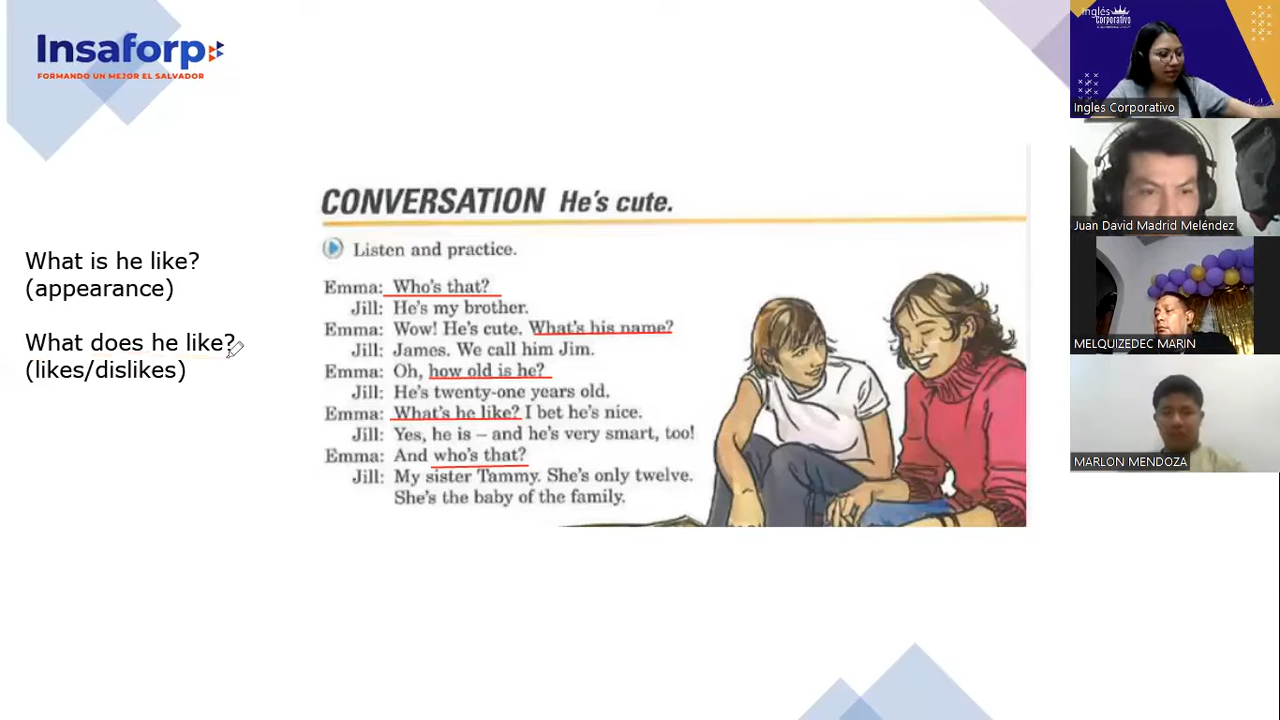 Insaforp
FORMANDO UN MEJOR EL SALVADOR
What is he like?
(appearance)
What does he like?
(likes/dislikes)
CONVERSATION He's cute.
Listen and practice.
Emma: Who's that?
Jill: He's my brother.
Emma: Wow! He's cute. What's his name?
Jill: James. We call him Jim.
Emma: Oh, how old is he?
Jill: He's twenty-one years old.
Emma: What's he like? I bet he's nice.
Jill: Yes, he is – and he's very smart, too!
Emma: And who's that?
Jill: My sister Tammy. She's only twelve.
She's the baby of the family.
Inglés
Corporativo
Ingles Corporativo
Juan David Madrid Meléndez
MELQUIZEDEC MARIN
MARLON MENDOZA